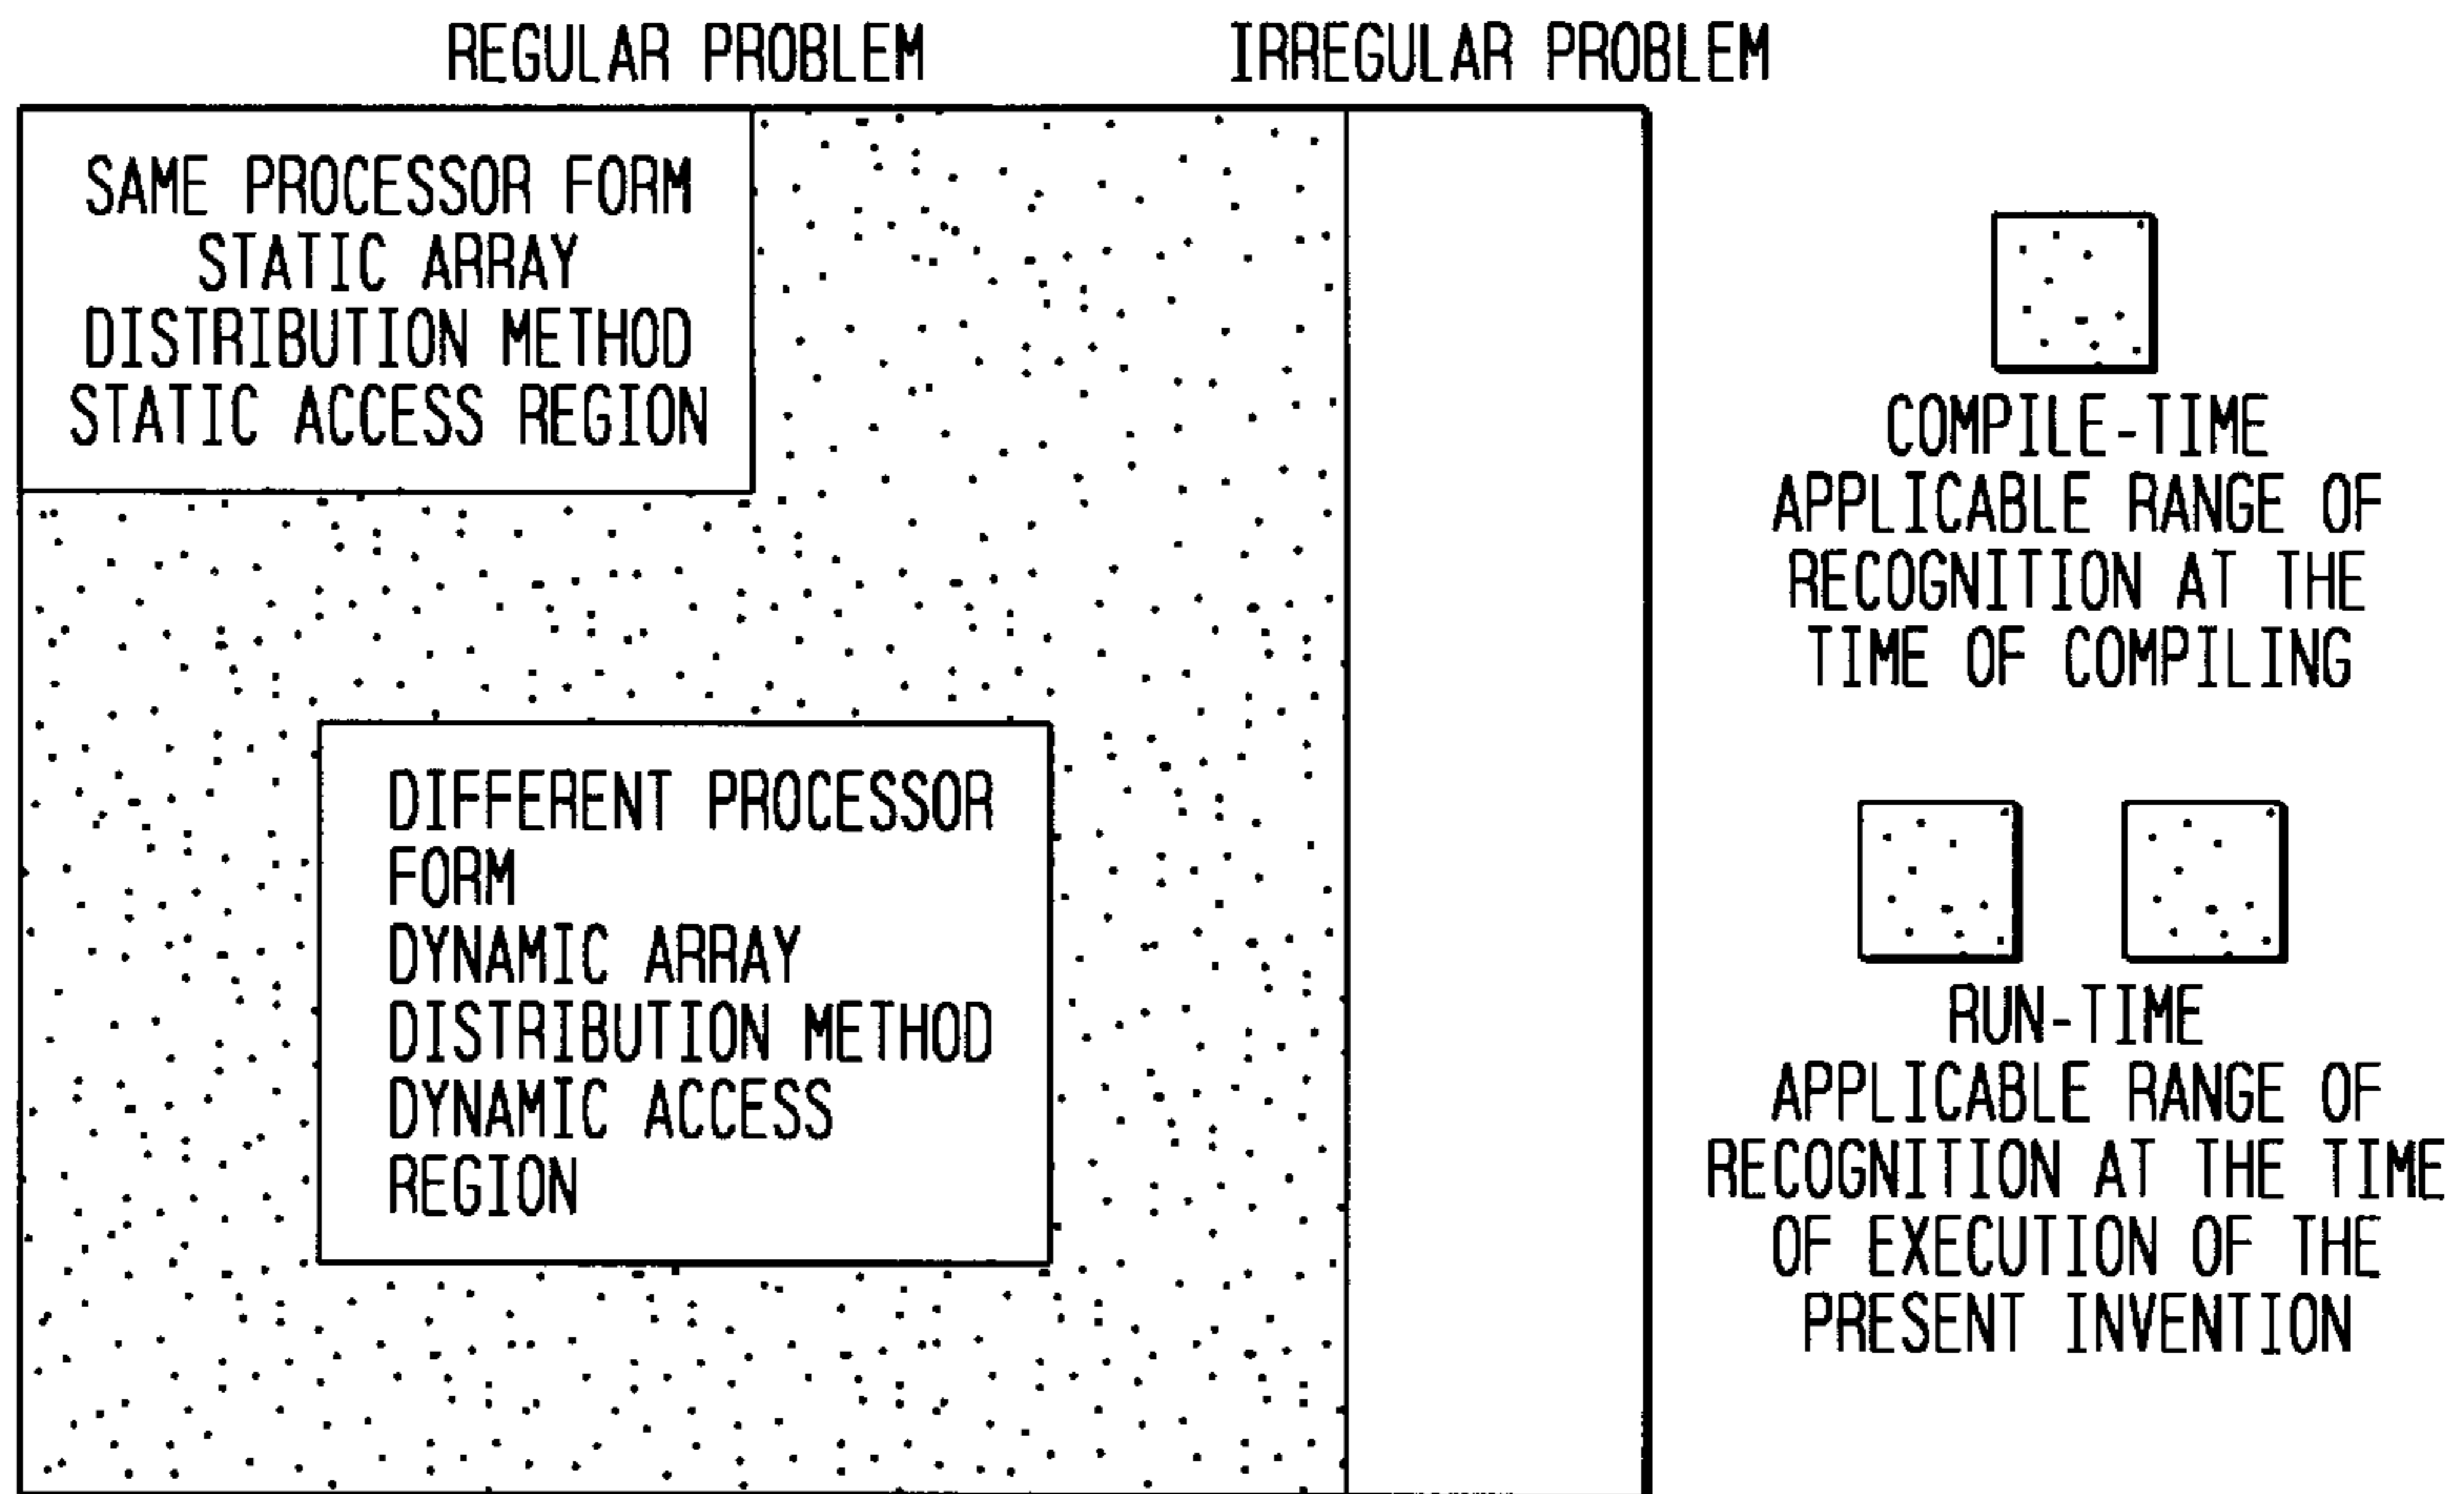 REGULAR PROBLEM
IRREGULAR PROBLEM
SAME PROCESSOR FORM
STATIC ARRAY
DISTRIBUTION METHOD
STATIC ACCESS REGION
DIFFERENT PROCESSOR
FORM
DYNAMIC ARRAY
DISTRIBUTION METHOD
DYNAMIC ACCESS
REGION
COMPILE-TIME
APPLICABLE RANGE OF
RECOGNITION AT THE
TIME OF COMPILING
RUN-TIME
APPLICABLE RANGE OF
RECOGNITION AT THE TIME
OF EXECUTION OF THE
PRESENT INVENTION